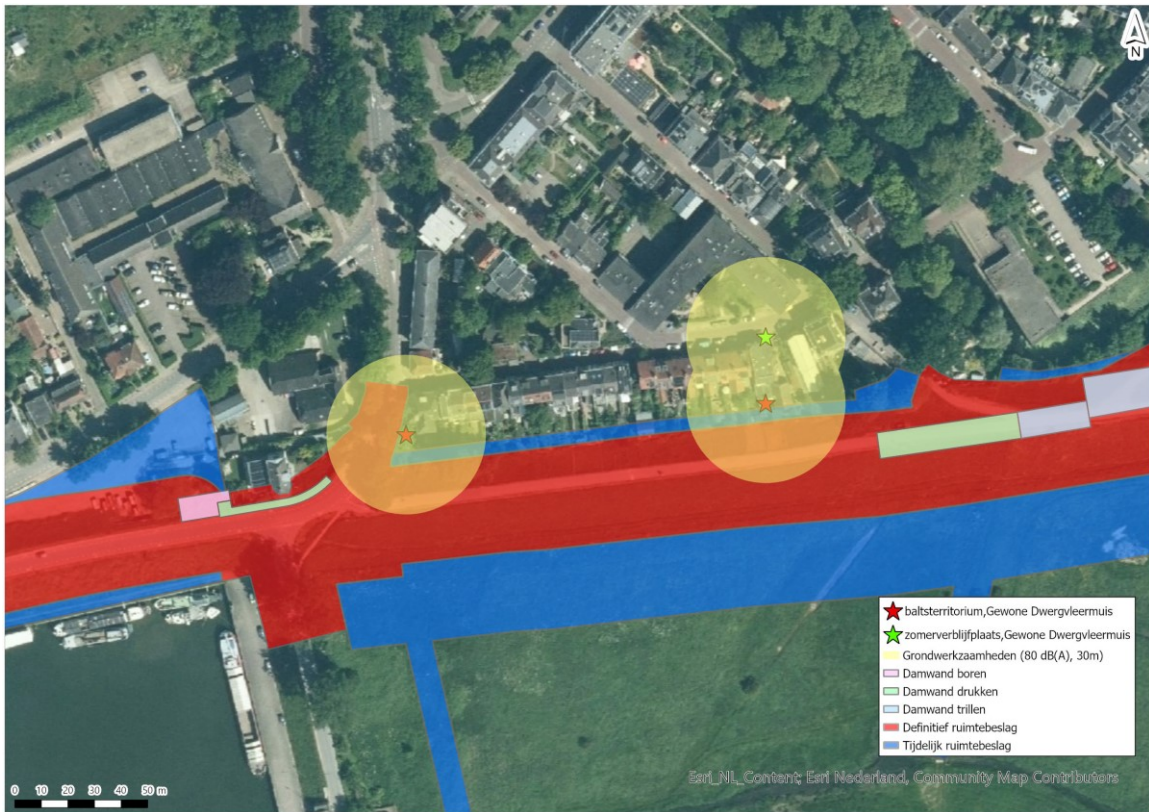 N
baltsterritorium,Gewone Dwergvleermuis
zomerverblijfplaats,Gewone Dwergvleermuis
Grondwerkzaamheden (80 dB(A), 30m)
Damwand boren
Damwand drukken
Damwand trillen
Definitief ruimtebeslag
Tijdelijk ruimtebeslag
Esri_NL_Content; Esri Nederland, Community Map Contributors
0 10 20 30 40 50 m